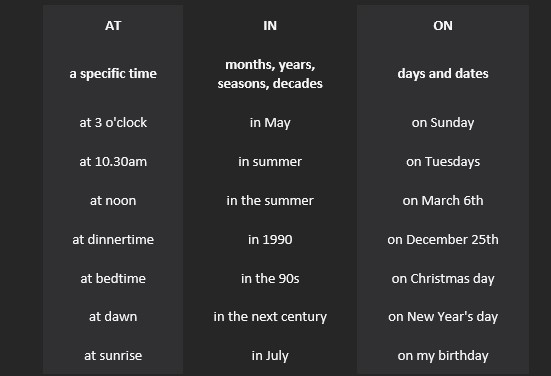 AT IN ON
a specific time months, years, seasons, decades days and dates
at 3 o'clock in May on Sunday
at 10.30am in summer on Tuesdays
at noon in the summer on March 6th
at dinnertime in 1990 on December 25th
at bedtime in the 90s on Christmas day
at dawn in the next century on New Year's day
at sunrise in July on my birthday